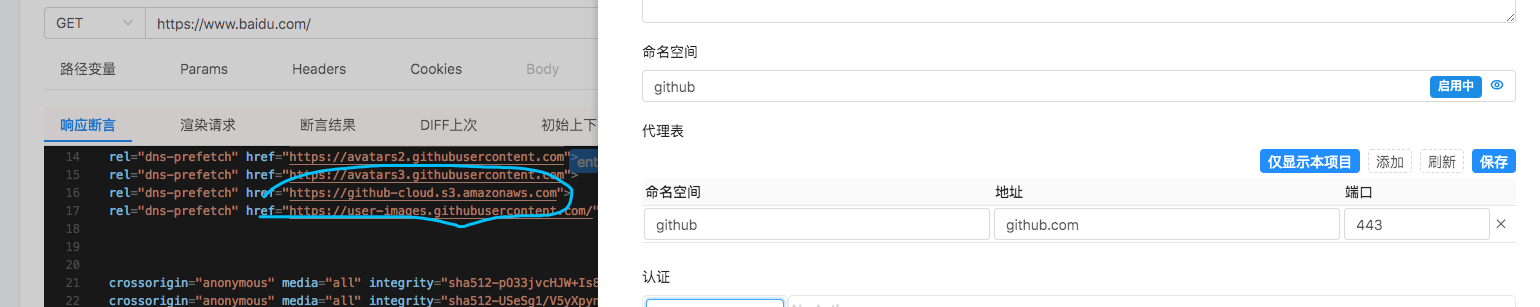 GET https://www.baidu.com/
路径变量 Params Headers Cookies Body
响应断言 渲染请求 断言结果 DIFF上次 初始上下
14 rel="dns-prefetch" href="https://avatars2.githubusercontent.com">
15 rel="dns-prefetch" href="https://avatars3.githubusercontent.com">
16 rel="dns-prefetch" href="https://github-cloud.s3.amazonaws.com">
17 rel="dns-prefetch" href="https://user-images.githubusercontent.com/"
18
19
20
21 crossorigin="anonymous" media="all" integrity="sha512-pO33jvcHJW+Is8
22 crossorigin="anonymous" media="all" integrity="sha512-USeSg1/V5yXpyr
命名空间
github 启用中
代理表
仅显示本项目 添加 刷新 保存
命名空间 地址 端口
github github.com 443
认证